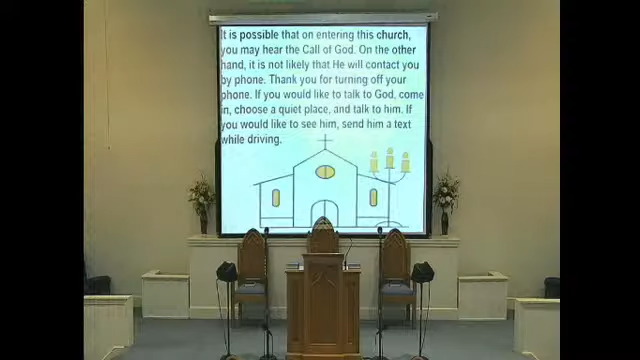 It is possible that on entering this church,
you may hear the Call of God. On the other
hand, it is not likely that He will contact you
by phone. Thank you for turning off your
phone. If you would like to talk to God, come
in, choose a quiet place, and talk to him. If
you would like to see him, send him a text
while driving.